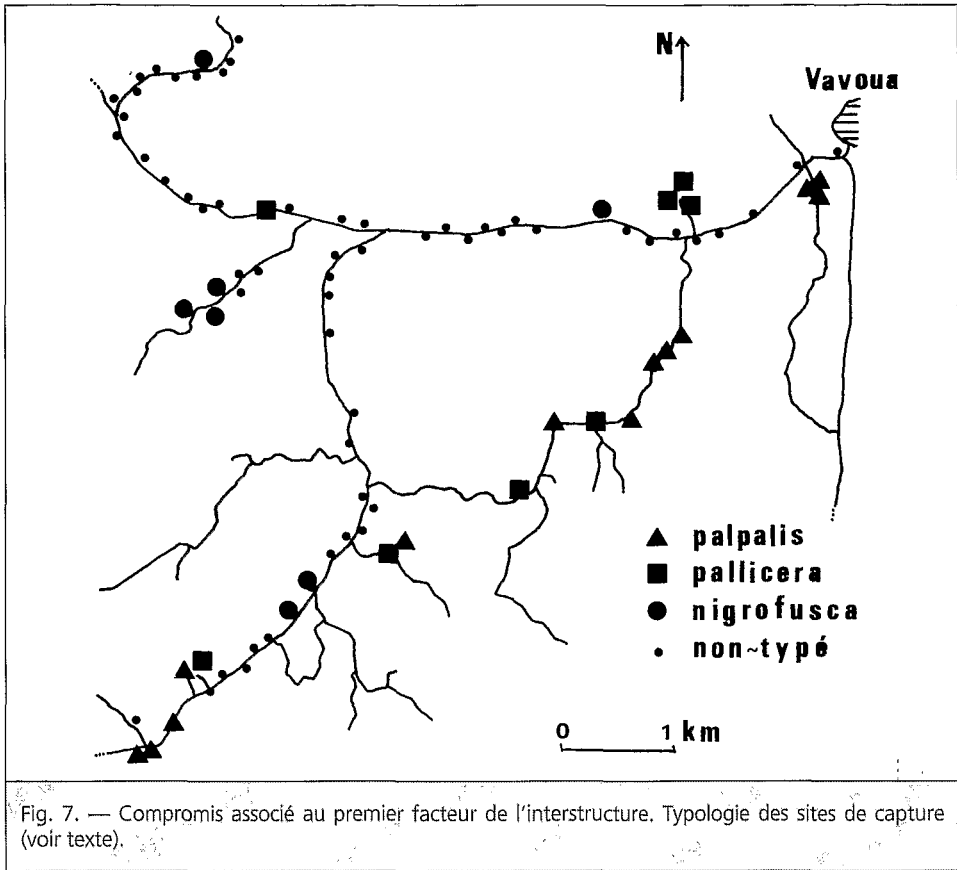 N
Vavoua
palpalis
pallicera
nigrofusca
non~typé
0 1 km
Fig. 7. — Compromis associé au premier facteur de l'interstructure. Typologie des sites de capture
(voir texte).